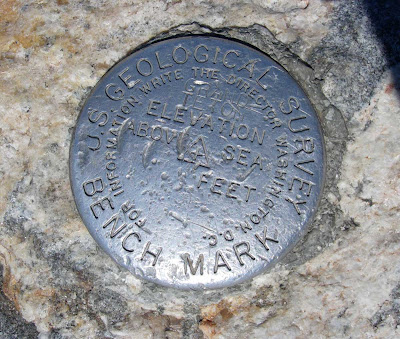 U.S. GEOLOGICAL SURVEY
BENCH MARK
FOR INFORMATION WRITE THE DIRECTOR WASHINGTON, D.C.
ELEVATION
ABOVE SEA
FEET